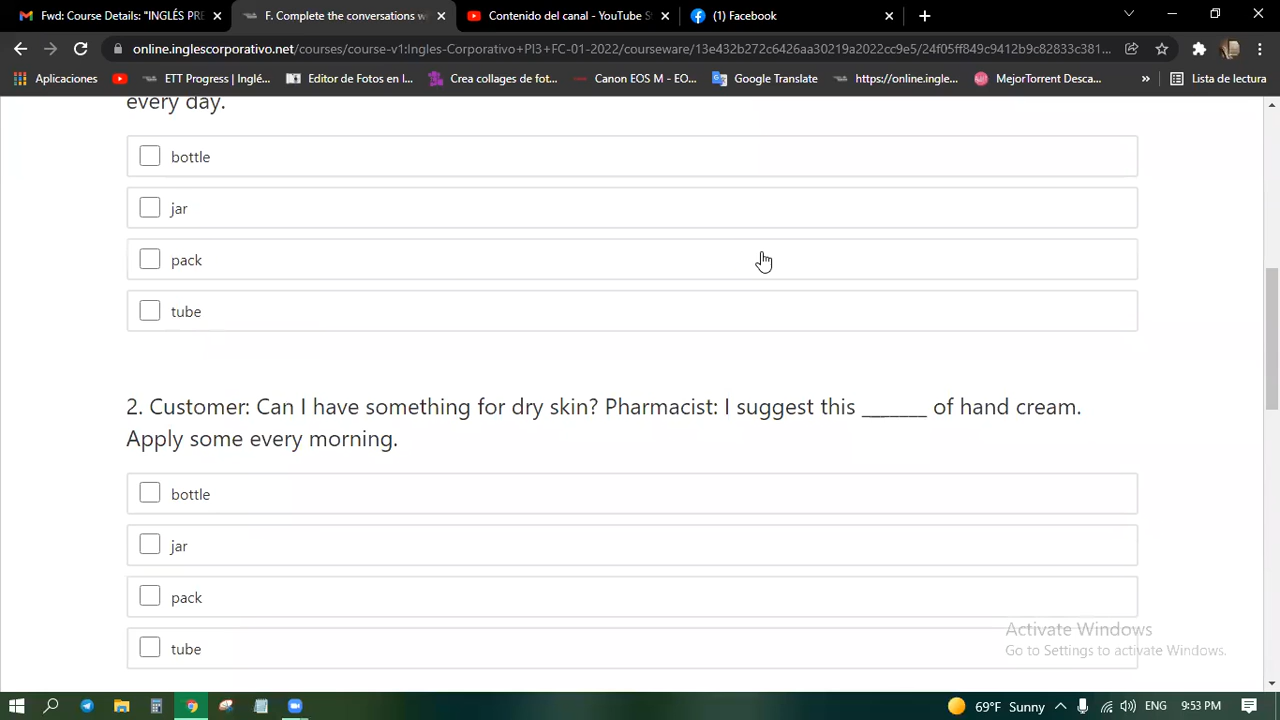 Fwd: Course Details: "INGLÉS PRE
F. Complete the conversations w
Contenido del canal - YouTube S
(1) Facebook
online.inglescorporativo.net/courses/course-v1:Ingles-Corporativo+PI3+FC-01-2022/courseware/13e432b272c6426aa30219a2022cc9e5/24f05ff849c9412b9c82833c381...
Aplicaciones
ETT Progress | Inglé...
Editor de Fotos en l...
Crea collages de fot...
Canon EOS M - EO...
Google Translate
https://online.ingle...
MejorTorrent Desca...
»
Lista de lectura
every day.
bottle
jar
pack
tube
2. Customer: Can I have something for dry skin? Pharmacist: I suggest this _______ of hand cream.
Apply some every morning.
bottle
jar
pack
tube
Activate Windows
Go to Settings to activate Windows.
69°F Sunny
ENG
9:53 PM